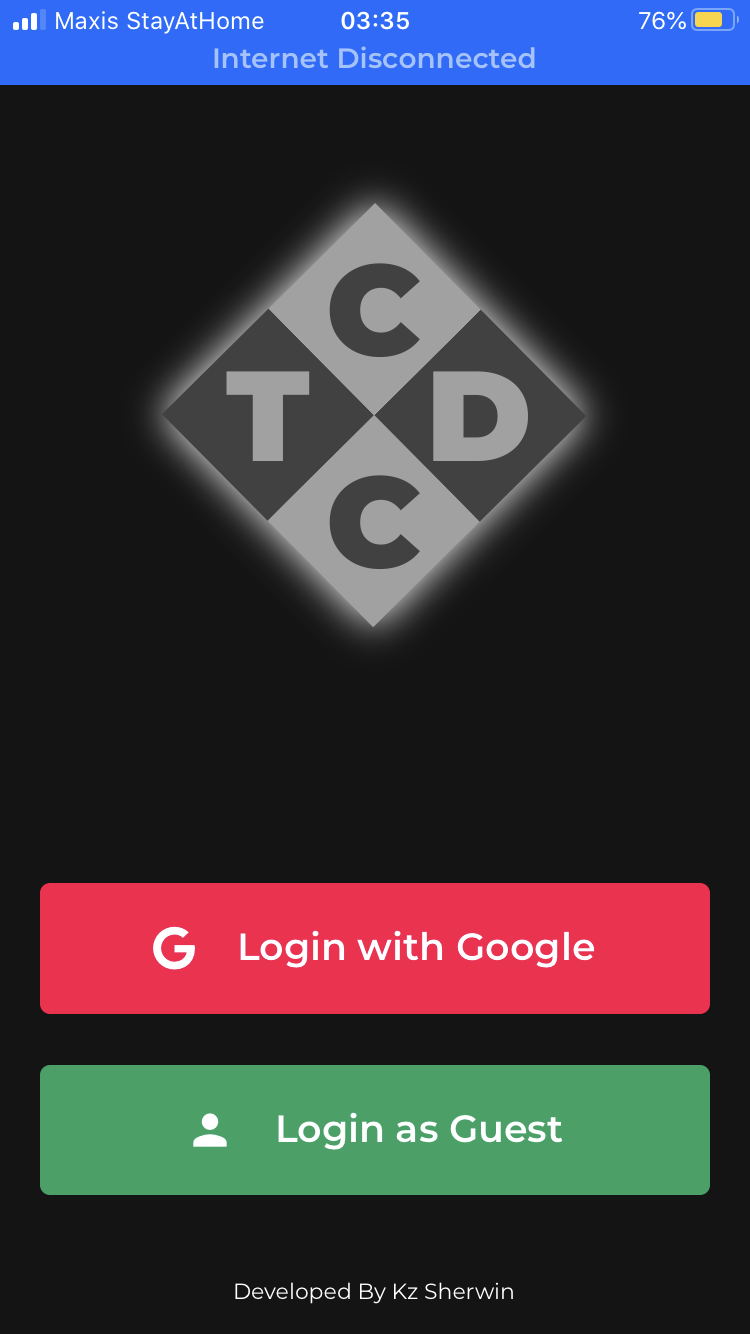 Maxis StayAtHome 03:35 76%
Internet Disconnected
C
T D
C
Login with Google
Login as Guest
Developed By Kz Sherwin